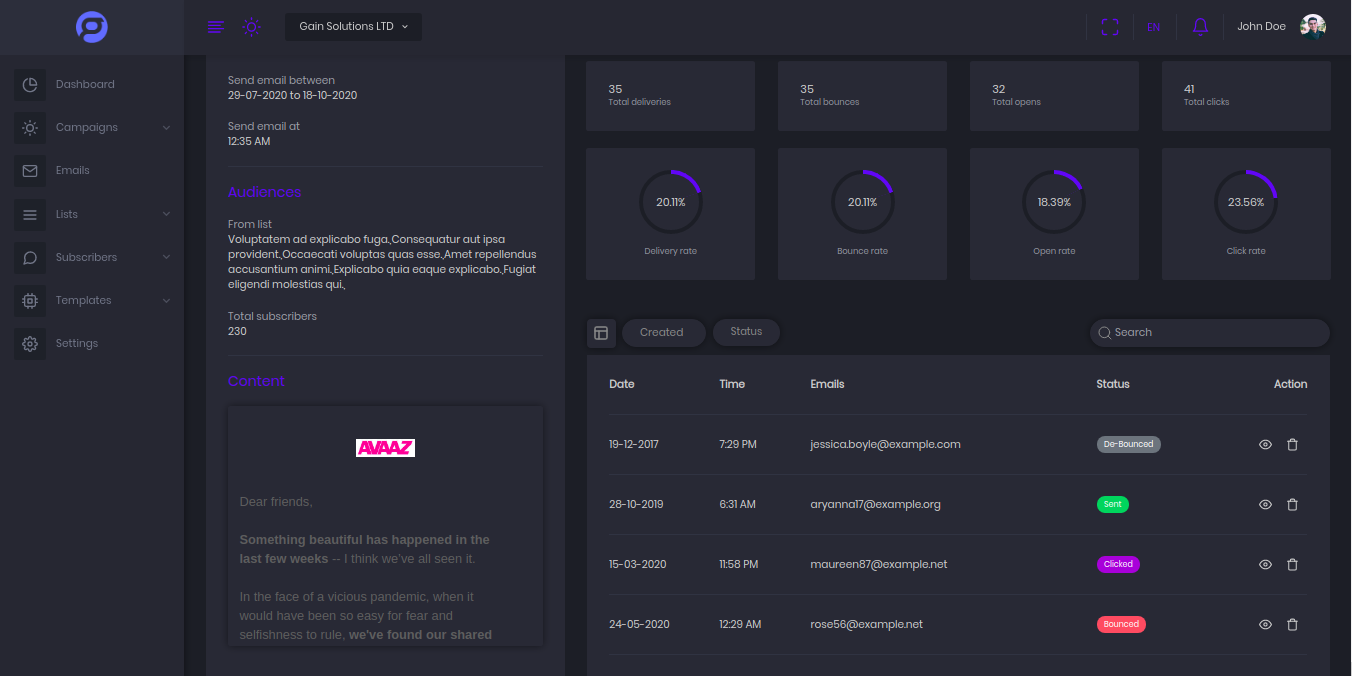 Gain Solutions LTD
EN
John Doe
Dashboard
Campaigns
Emails
Lists
Subscribers
Templates
Settings
Send email between
29-07-2020 to 18-10-2020
Send email at
12:35 AM
Audiences
From list
Voluptatem ad explicabo fuga.,Consequatur aut ipsa
provident.,Occaecati voluptas quas esse.,Amet repellendus
accusantium animi.,Explicabo quia eaque explicabo.,Fugiat
eligendi molestias qui.,
Total subscribers
230
Content
AVAAZ
Dear friends,
Something beautiful has happened in the
last few weeks -- I think we've all seen it.
In the face of a vicious pandemic, when it
would have been so easy for fear and
selfishness to rule, we've found our shared
35
Total deliveries
35
Total bounces
32
Total opens
41
Total clicks
20.11%
Delivery rate
20.11%
Bounce rate
18.39%
Open rate
23.56%
Click rate
Created
Status
Search
Date Time Emails Status Action
19-12-2017 7:29 PM jessica.boyle@example.com De-Bounced
28-10-2019 6:31 AM aryanna17@example.org Sent
15-03-2020 11:58 PM maureen87@example.net Clicked
24-05-2020 12:29 AM rose56@example.net Bounced